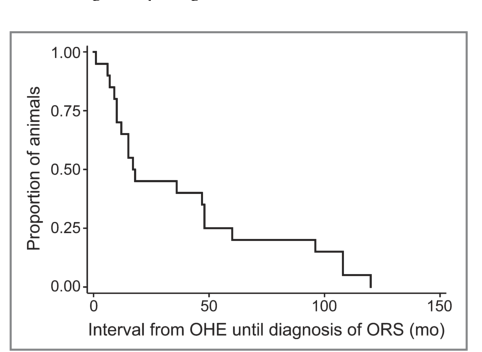 1.00
0.75
0.50
0.25
0.00
Proportion of animals
0 50 100 150
Interval from OHE until diagnosis of ORS (mo)